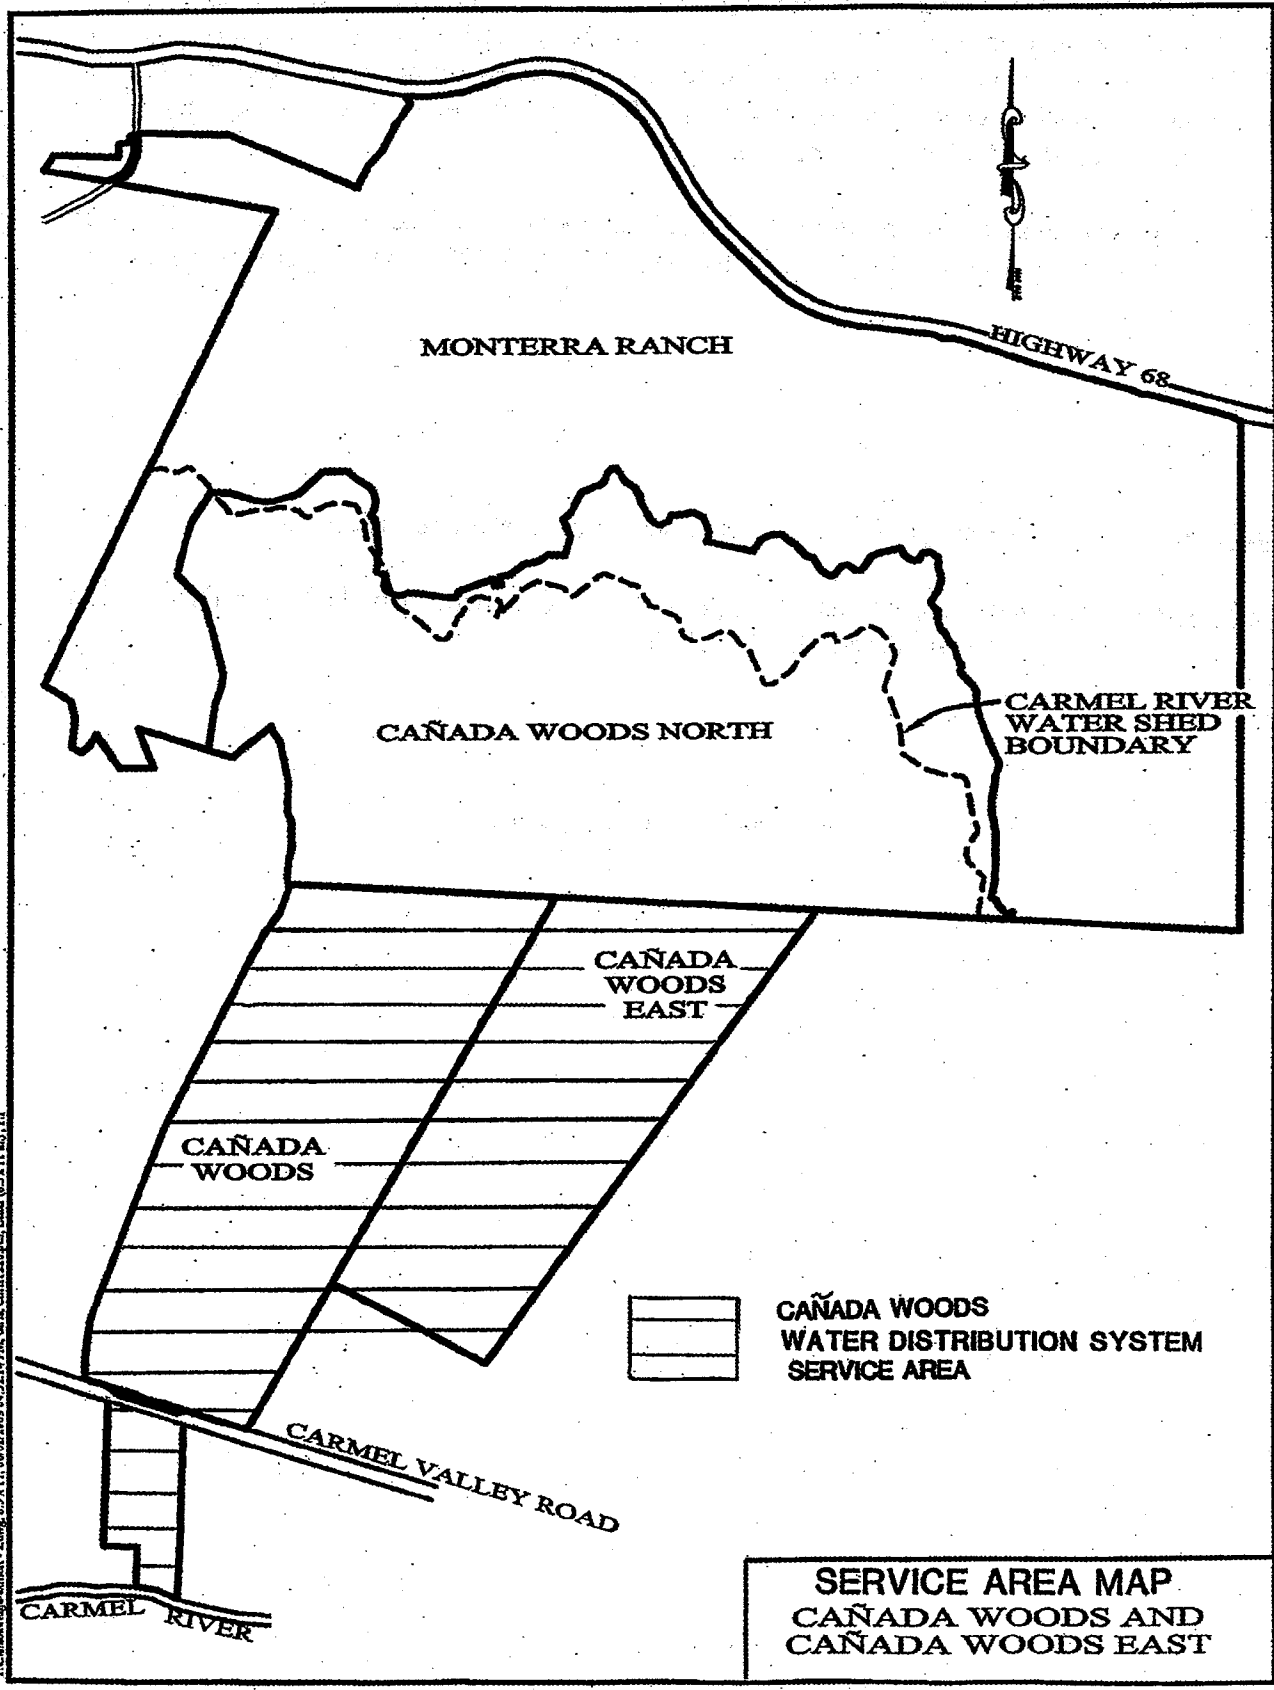 HIGHWAY 68
MONTERRA RANCH
CARMEL RIVER
WATER SHED
BOUNDARY
CAÑADA WOODS NORTH
CAÑADA
WOODS
EAST
CAÑADA
WOODS
CAÑADA WOODS
WATER DISTRIBUTION SYSTEM
SERVICE AREA
CARMEL VALLEY ROAD
CARMEL RIVER
SERVICE AREA MAP
CAÑADA WOODS AND
CAÑADA WOODS EAST